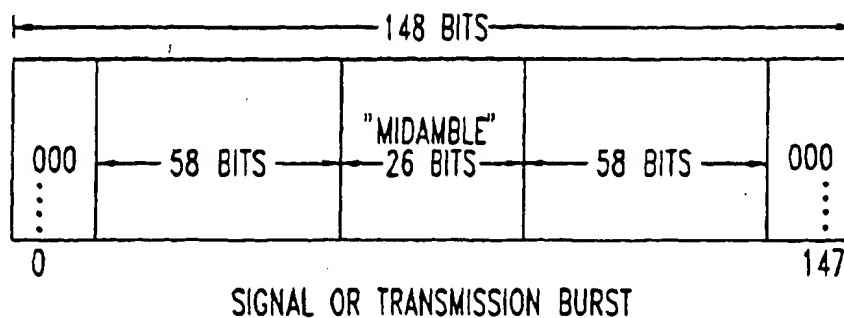 148 BITS
"MIDAMBLE"
000 58 BITS 26 BITS 58 BITS 000
0 147
SIGNAL OR TRANSMISSION BURST